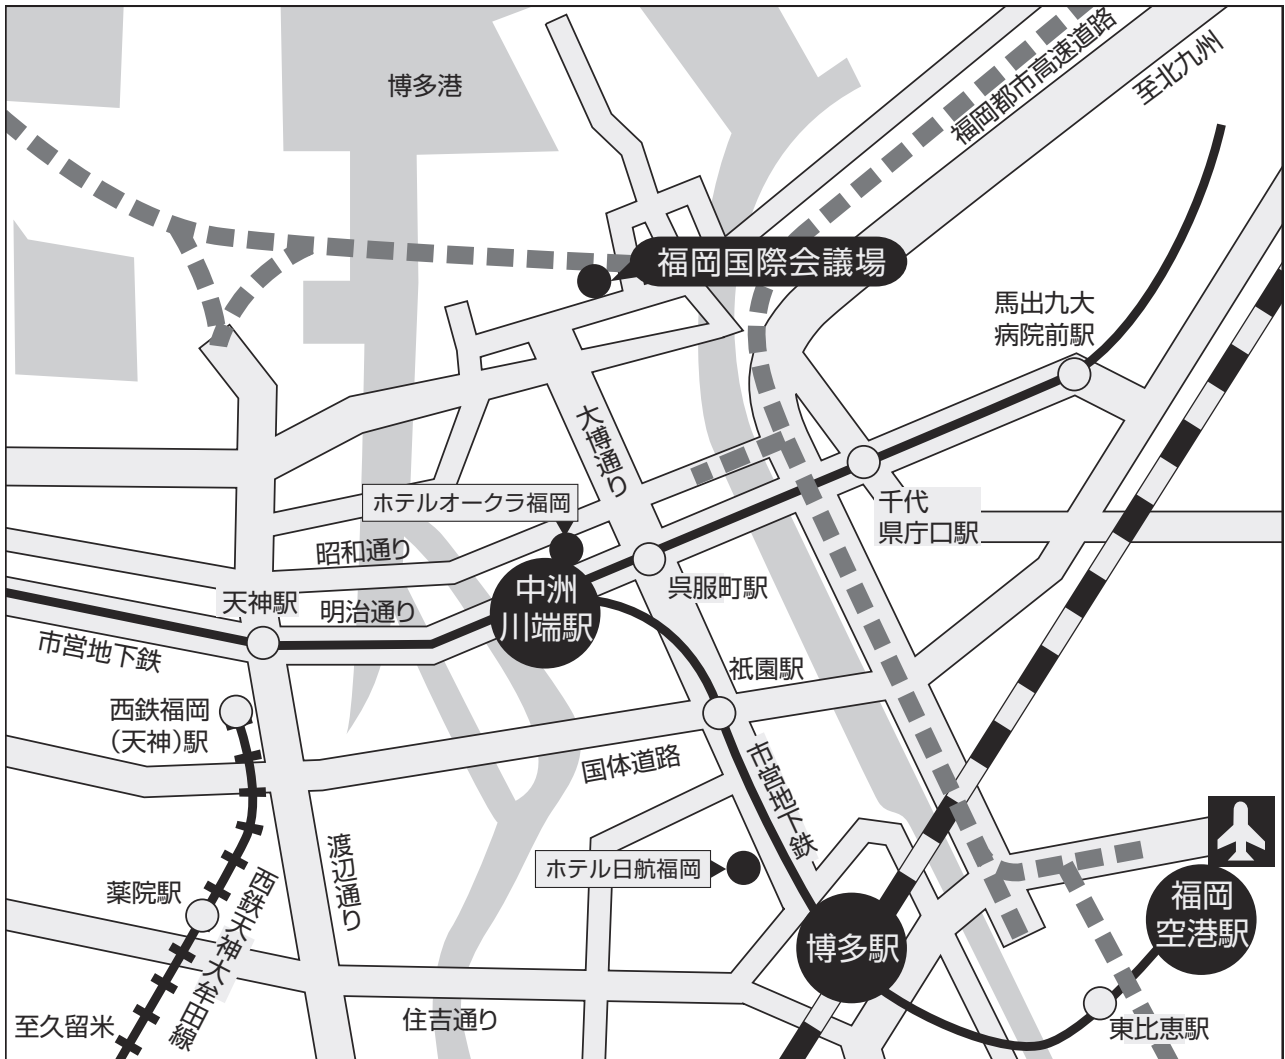 博多港
福岡都市高速道路
至北九州
福岡国際会議場
馬出九大
病院前駅
大博通り
ホテルオークラ福岡
千代
県庁口駅
昭和通り
中洲
川端駅
呉服町駅
天神駅
明治通り
市営地下鉄
祇園駅
西鉄福岡
(天神)駅
国体道路
市営地下鉄
渡辺通り
ホテル日航福岡
薬院駅
西鉄天神大牟田線
博多駅
福岡
空港駅
至久留米
住吉通り
東比恵駅